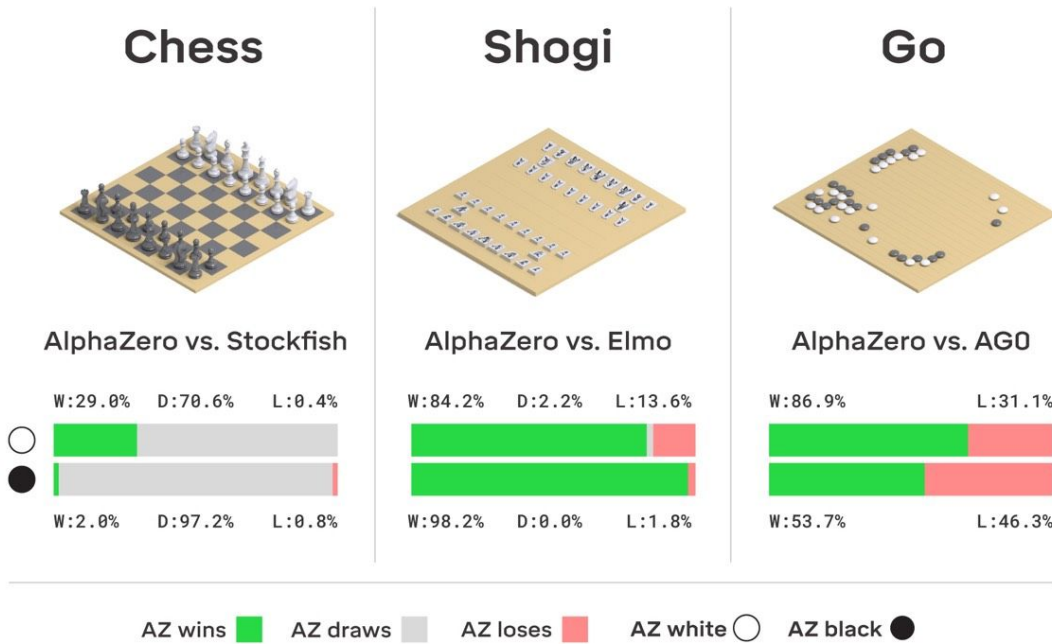 Chess
Shogi
Go
AlphaZero vs. Stockfish
AlphaZero vs. Elmo
AlphaZero vs. AG0
W:29.0% D:70.6% L:0.4%
W:84.2% D:2.2% L:13.6%
W:86.9% L:31.1%
W:2.0% D:97.2% L:0.8%
W:98.2% D:0.0% L:1.8%
W:53.7% L:46.3%
AZ wins AZ draws AZ loses AZ white AZ black